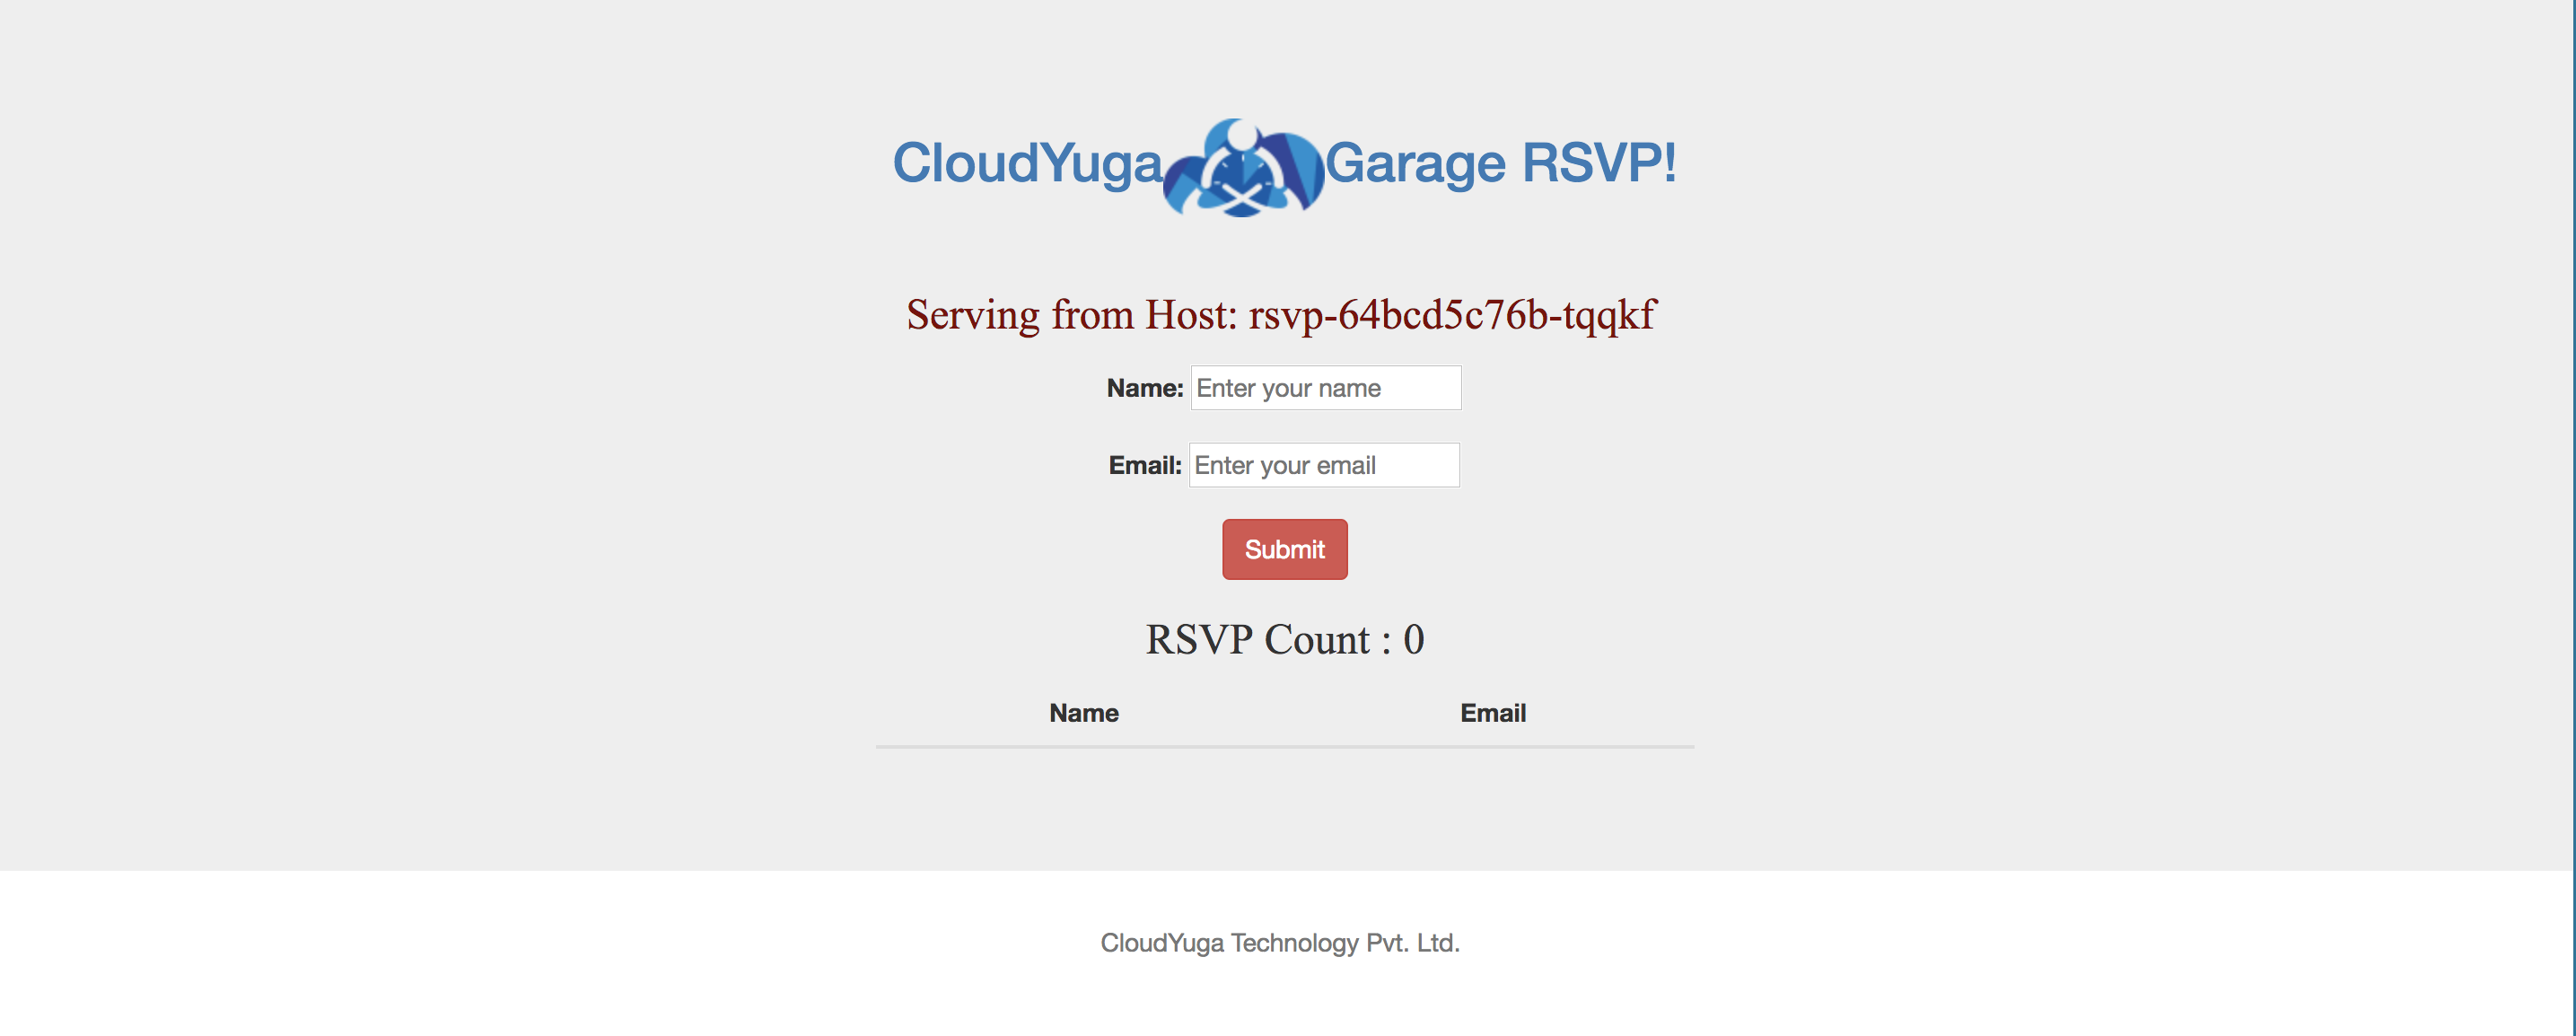 CloudYuga Garage RSVP!
Serving from Host: rsvp-64bcd5c76b-tqqkf
Name: Enter your name
Email: Enter your email
Submit
RSVP Count : 0
Name Email
CloudYuga Technology Pvt. Ltd.